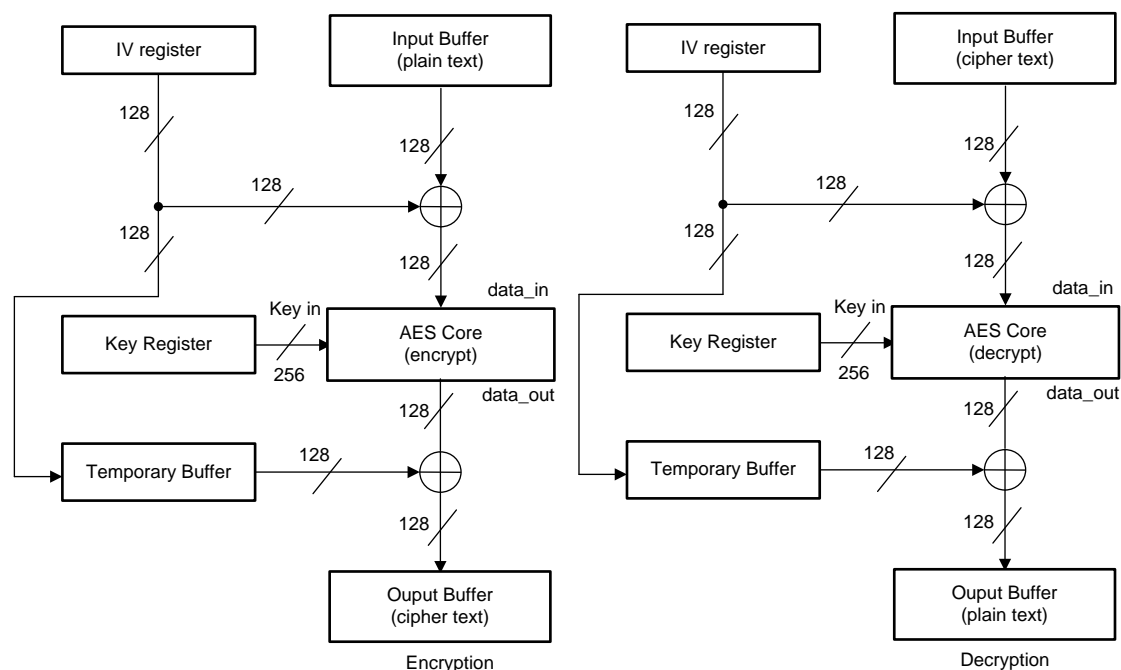 IV register
Input Buffer
(plain text)
128
128
128
128
128
data_in
Key in
Key Register
256
AES Core
(encrypt)
data_out
128
Temporary Buffer
128
128
Ouput Buffer
(cipher text)
Encryption
IV register
Input Buffer
(cipher text)
128
128
128
128
128
data_in
Key in
Key Register
256
AES Core
(decrypt)
data_out
128
Temporary Buffer
128
128
Ouput Buffer
(plain text)
Decryption